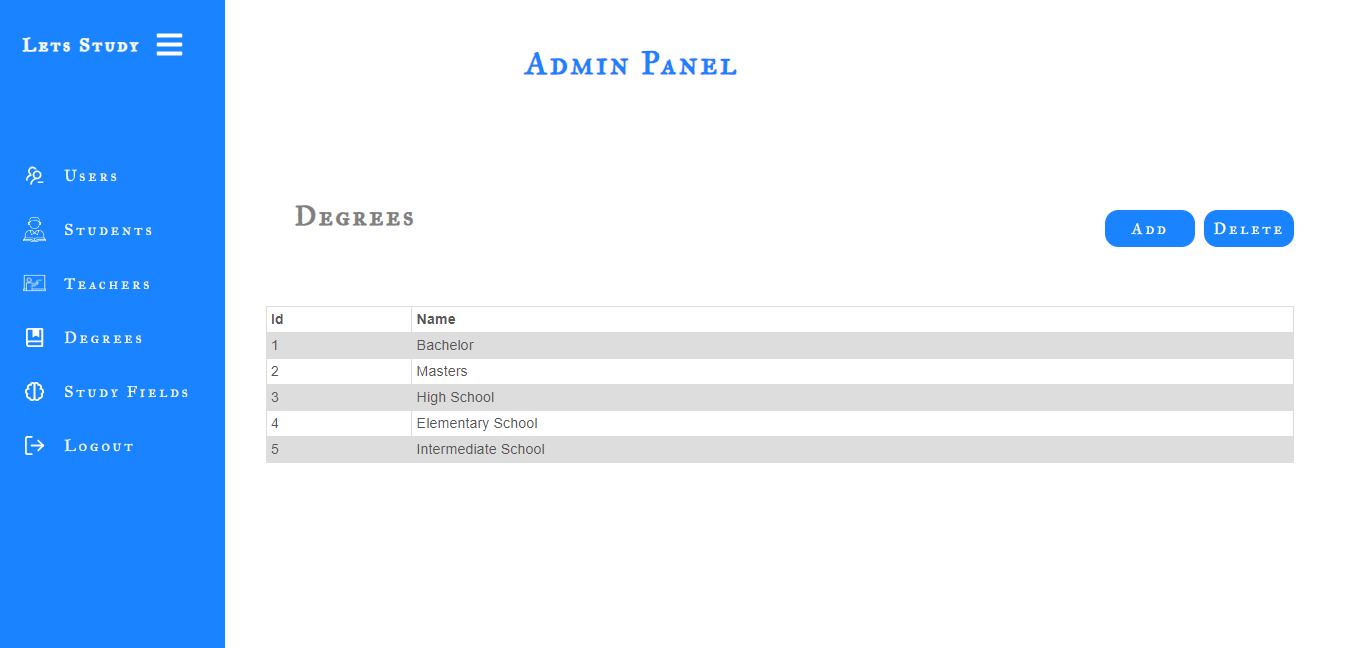 Lets Study
Admin Panel
Users
Students
Teachers
Degrees
Study Fields
Logout
Degrees
Add Delete
Id Name
1 Bachelor
2 Masters
3 High School
4 Elementary School
5 Intermediate School